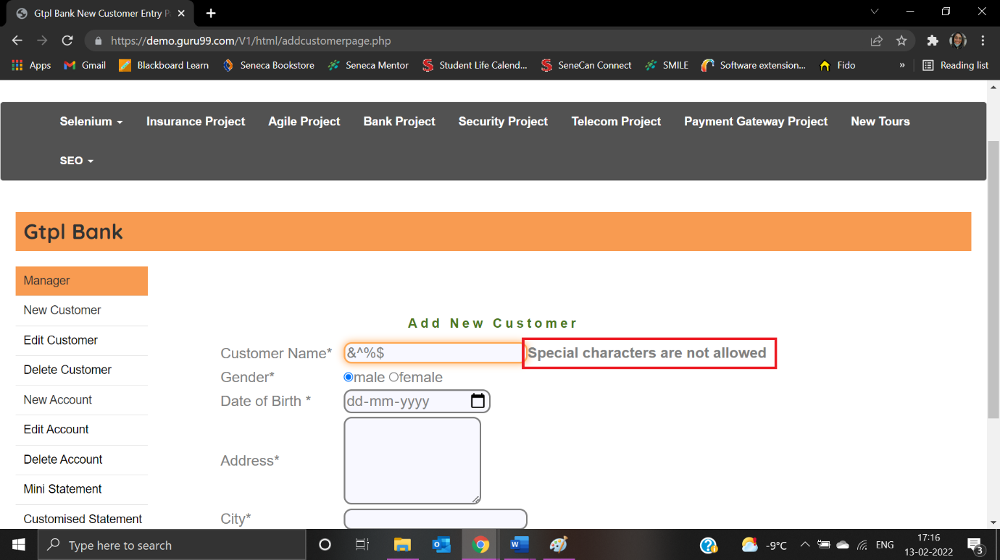 Gtpl Bank New Customer Entry P
https://demo.guru99.com/V1/html/addcustomerpage.php
Apps Gmail Blackboard Learn Seneca Bookstore Seneca Mentor Student Life Calend... SeneCan Connect SMILE Software extension... Fido » Reading list
Selenium Insurance Project Agile Project Bank Project Security Project Telecom Project Payment Gateway Project New Tours
SEO
Gtpl Bank
Manager
New Customer
Edit Customer
Delete Customer
New Account
Edit Account
Delete Account
Mini Statement
Customised Statement
Add New Customer
Customer Name* &^%$ Special characters are not allowed
Gender* male female
Date of Birth * dd-mm-yyyy
Address*
City*
Type here to search
-9°C ENG 17:16
13-02-2022 3